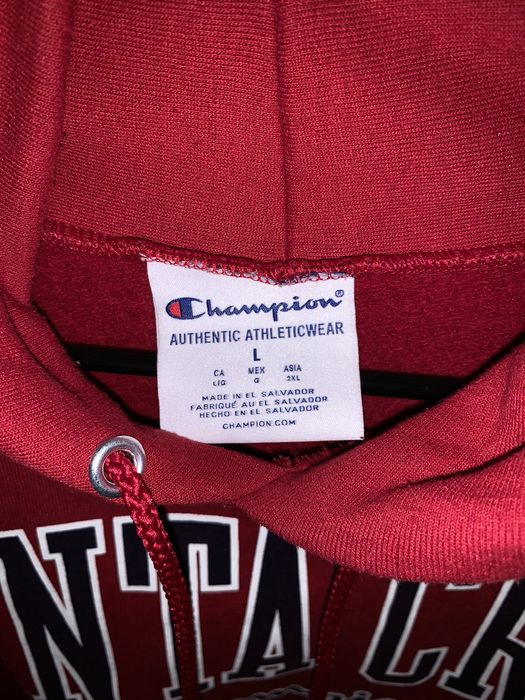 Champion®
AUTHENTIC ATHLETICWEAR
L
CA MEX ASIA
L/G G 2XL
MADE IN EL SALVADOR
FABRIQUÉ AU EL SALVADOR
HECHO EN EL SALVADOR
CHAMPION.COM
NTA CR